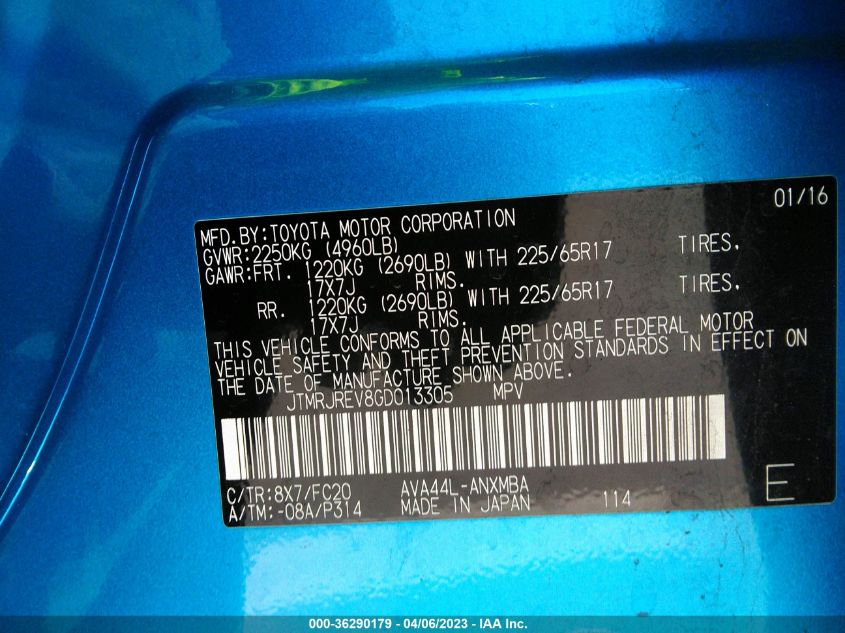 01/16
MFD.BY:TOYOTA MOTOR CORPORATION
GVWR:2250KG (4960LB)
GAWR:FRT. 1220KG (2690LB) WITH 225/65R17 TIRES,
17X7J RIMS.
RR. 1220KG (2690LB) WITH 225/65R17 TIRES,
17X7J RIMS.
THIS VEHICLE CONFORMS TO ALL APPLICABLE FEDERAL MOTOR
VEHICLE SAFETY AND THEFT PREVENTION STANDARDS IN EFFECT ON
THE DATE OF MANUFACTURE SHOWN ABOVE.
JTMRJREV8GD013305 MPV
C/TR:8X7/FC20 AVA44L-ANXMBA
A/TM:-08A/P314 MADE IN JAPAN 114 E
000-36290179 - 04/06/2023 - IAA Inc.